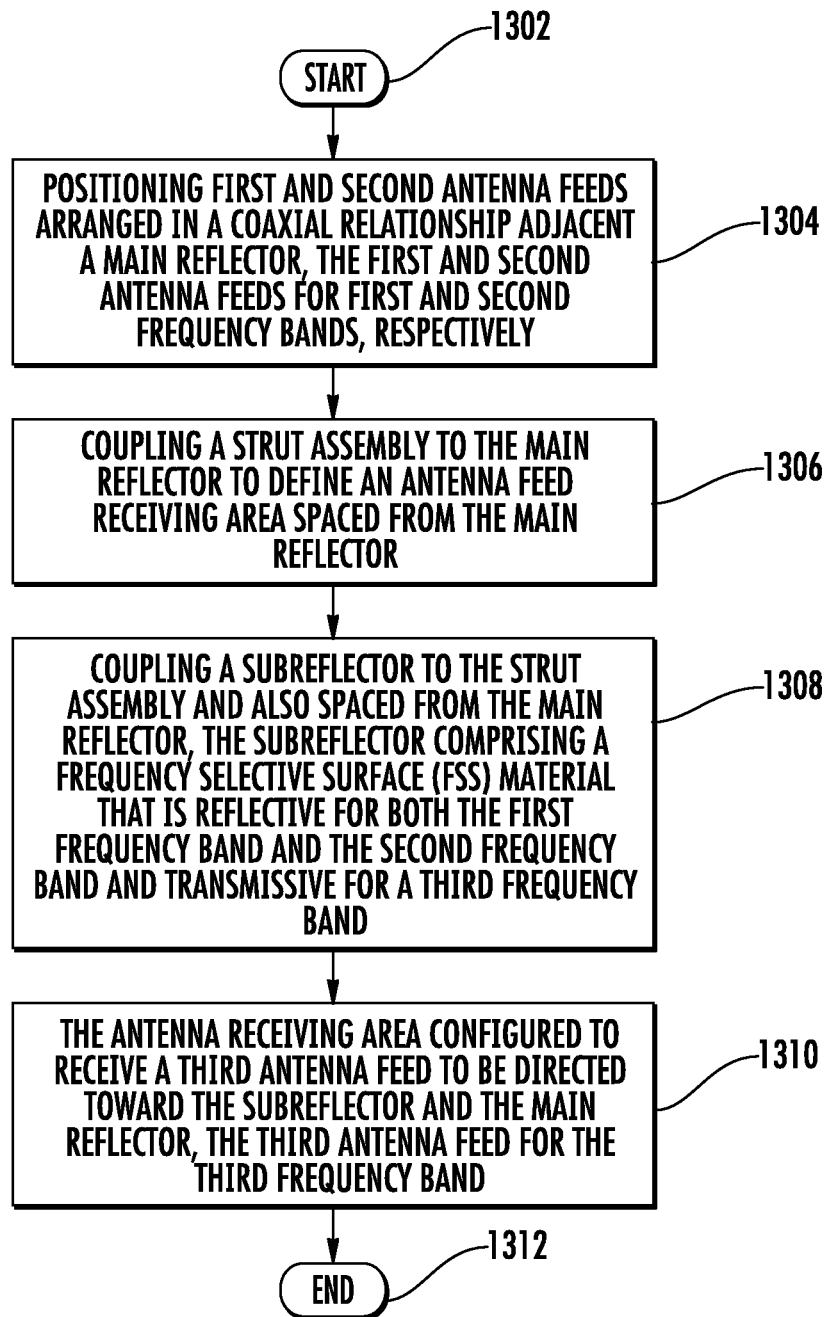 1302
START
POSITIONING FIRST AND SECOND ANTENNA FEEDS
ARRANGED IN A COAXIAL RELATIONSHIP ADJACENT
A MAIN REFLECTOR, THE FIRST AND SECOND
ANTENNA FEEDS FOR FIRST AND SECOND
FREQUENCY BANDS, RESPECTIVELY
1304
COUPLING A STRUT ASSEMBLY TO THE MAIN
REFLECTOR TO DEFINE AN ANTENNA FEED
RECEIVING AREA SPACED FROM THE MAIN
REFLECTOR
1306
COUPLING A SUBREFLECTOR TO THE STRUT
ASSEMBLY AND ALSO SPACED FROM THE MAIN
REFLECTOR, THE SUBREFLECTOR COMPRISING A
FREQUENCY SELECTIVE SURFACE (FSS) MATERIAL
THAT IS REFLECTIVE FOR BOTH THE FIRST
FREQUENCY BAND AND THE SECOND FREQUENCY
BAND AND TRANSMISSIVE FOR A THIRD FREQUENCY
BAND
1308
THE ANTENNA RECEIVING AREA CONFIGURED TO
RECEIVE A THIRD ANTENNA FEED TO BE DIRECTED
TOWARD THE SUBREFLECTOR AND THE MAIN
REFLECTOR, THE THIRD ANTENNA FEED FOR THE
THIRD FREQUENCY BAND
1310
END
1312